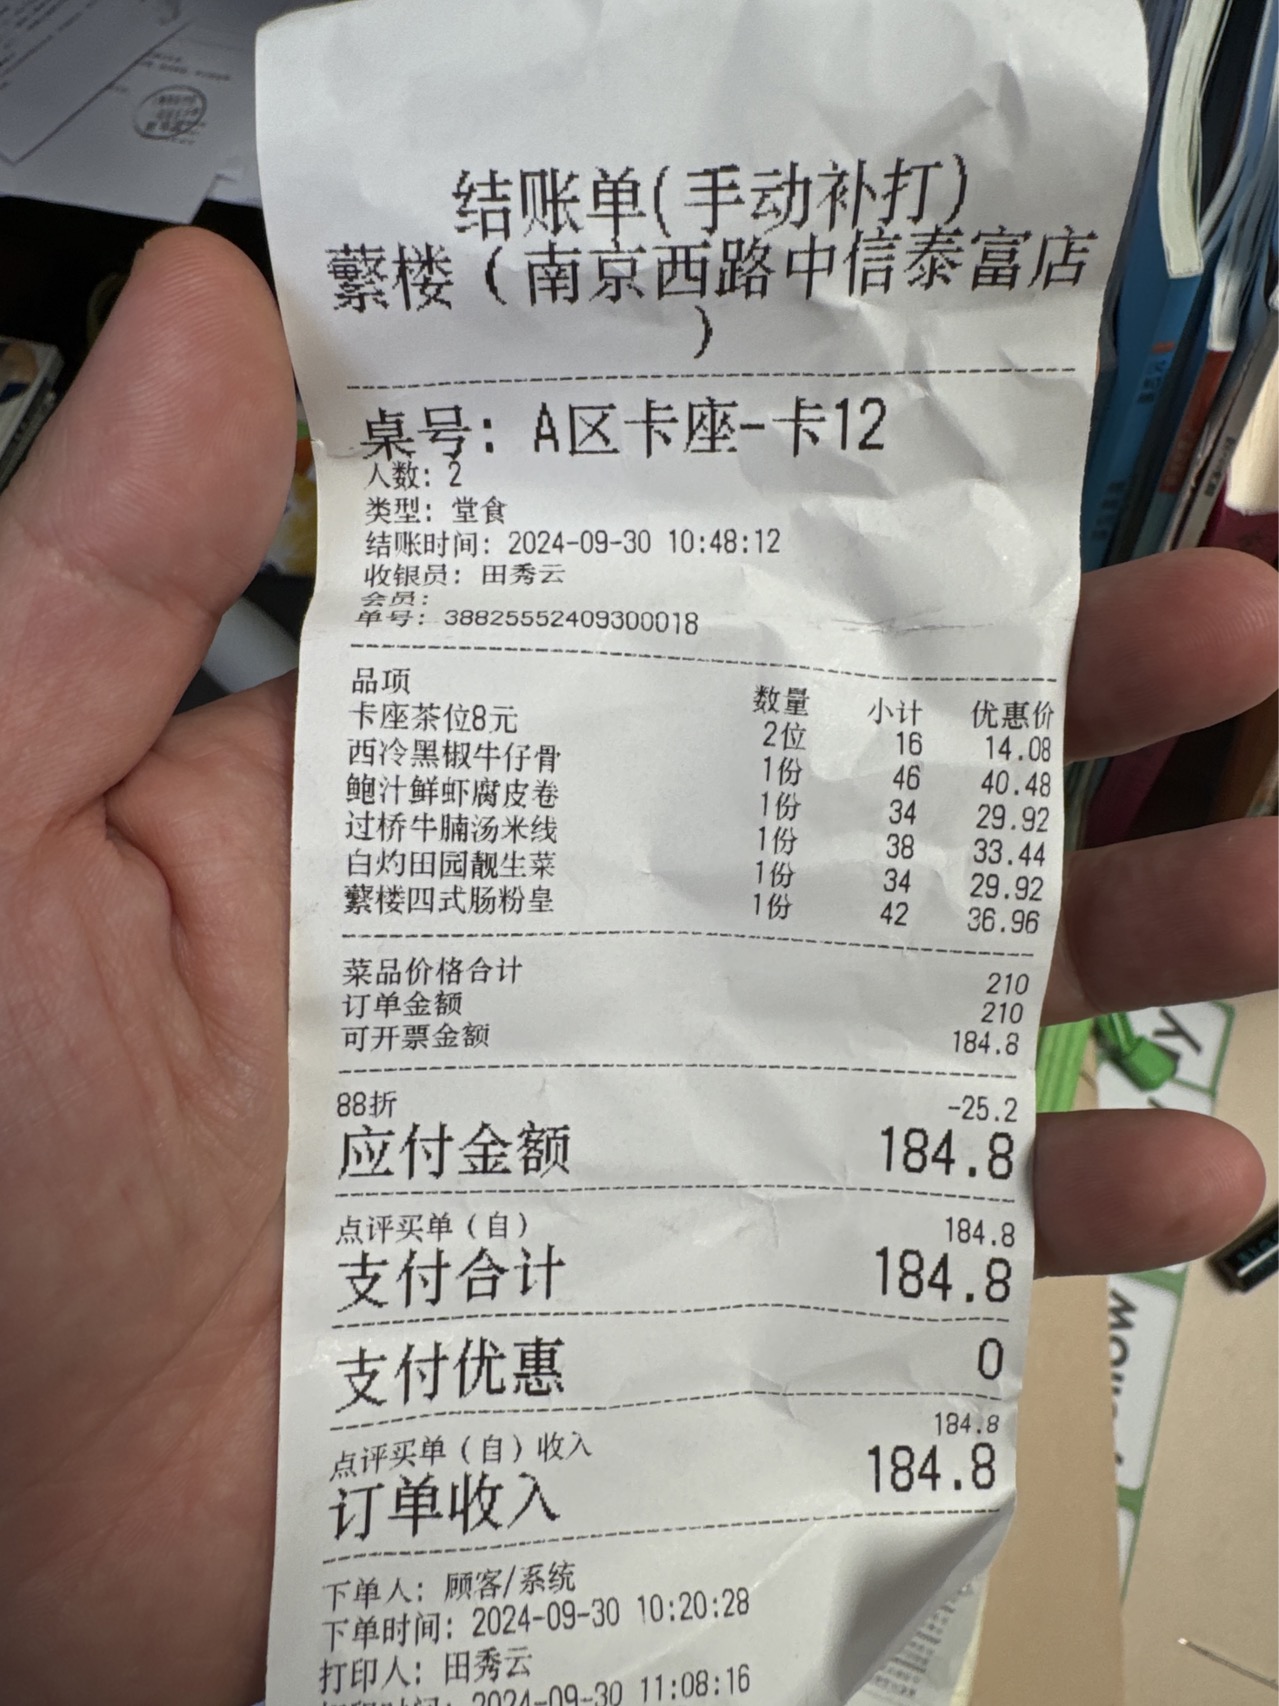 结账单(手动补打)
蘩楼（南京西路中信泰富店
）
桌号：A区卡座-卡12
人数：2
类型：堂食
结账时间：2024-09-30 10:48:12
收银员：田秀云
会员：
单号：38825552409300018
品项 数量 小计 优惠价
卡座茶位8元 2位 16 14.08
西冷黑椒牛仔骨 1份 46 40.48
鲍汁鲜虾腐皮卷 1份 34 29.92
过桥牛腩汤米线 1份 38 33.44
白灼田园靓生菜 1份 34 29.92
蘩楼四式肠粉皇 1份 42 36.96
菜品价格合计 210
订单金额 210
可开票金额 184.8
88折 -25.2
应付金额 184.8
点评买单（自） 184.8
支付合计 184.8
支付优惠 0
点评买单（自）收入 184.8
订单收入 184.8
下单人：顾客/系统
下单时间：2024-09-30 10:20:28
打印人：田秀云
打印时间：2024-09-30 11:08:16